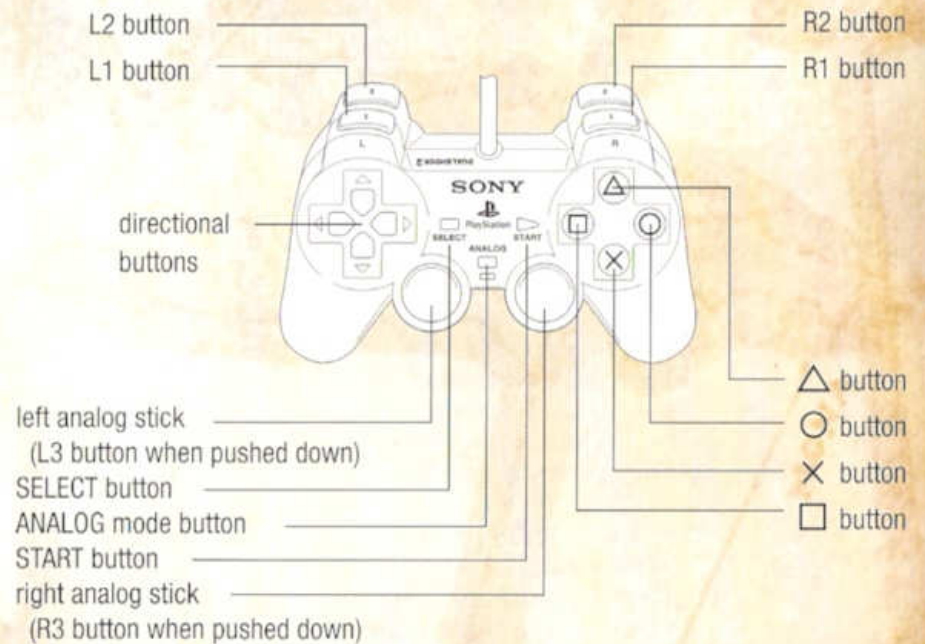 L2 button
L1 button
R2 button
R1 button
L
R
SONY
PlayStation
SELECT
START
ANALOG
directional
buttons
left analog stick
(L3 button when pushed down)
SELECT button
ANALOG mode button
START button
right analog stick
(R3 button when pushed down)
△ button
○ button
✕ button
□ button